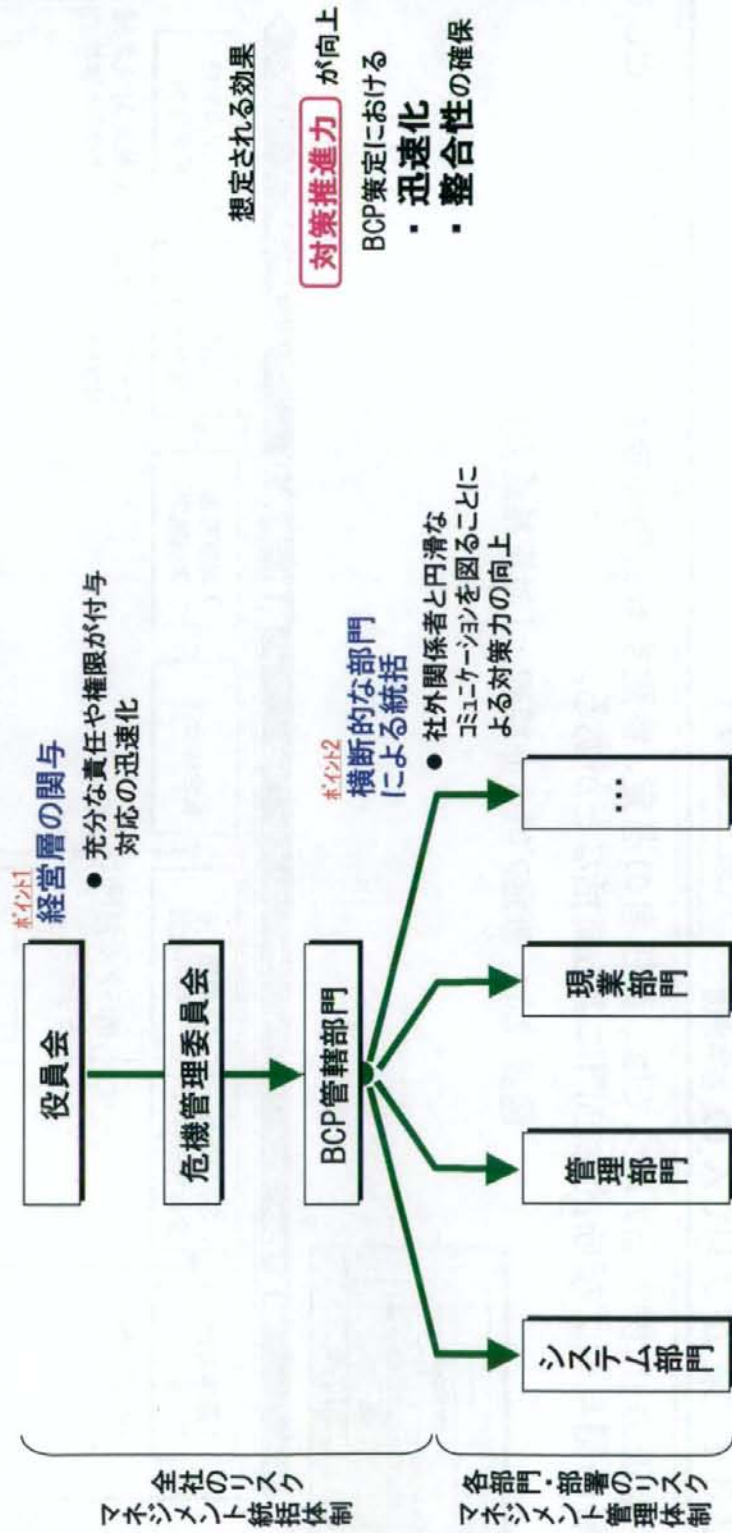 全社のリスク
マネジメント統括体制
各部門・部署のリスク
マネジメント管理体制
役員会
危機管理委員会
BCP管轄部門
システム部門
管理部門
現業部門
…
ポイント1
経営層の関与
● 充分な責任や権限が付与
対応の迅速化
ポイント2
横断的な部門
による統括
● 社外関係者と円滑な
コミュニケーションを図ることに
よる対策力の向上
想定される効果
対策推進力 が向上
BCP策定における
・ 迅速化
・ 整合性の確保